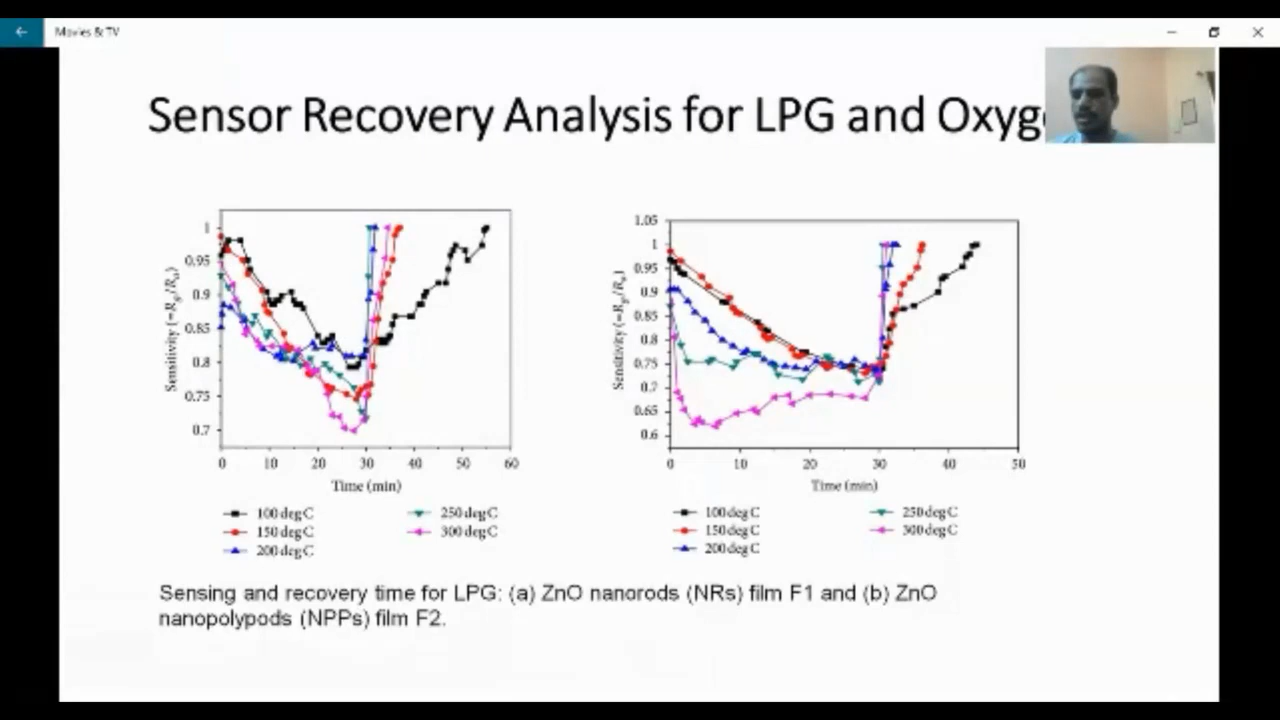 Movies & TV
Sensor Recovery Analysis for LPG and Oxyg
Sensitivity (=Rg/Ra)
1
0.95
0.9
0.85
0.8
0.75
0.7
0 10 20 30 40 50 60
Time (min)
100 deg C
150 deg C
200 deg C
250 deg C
300 deg C
Sensitivity (=Rg/Ra)
1.05
1
0.95
0.9
0.85
0.8
0.75
0.7
0.65
0.6
0 10 20 30 40 50
Time (min)
100 deg C
150 deg C
200 deg C
250 deg C
300 deg C
Sensing and recovery time for LPG: (a) ZnO nanorods (NRs) film F1 and (b) ZnO
nanopolypods (NPPs) film F2.